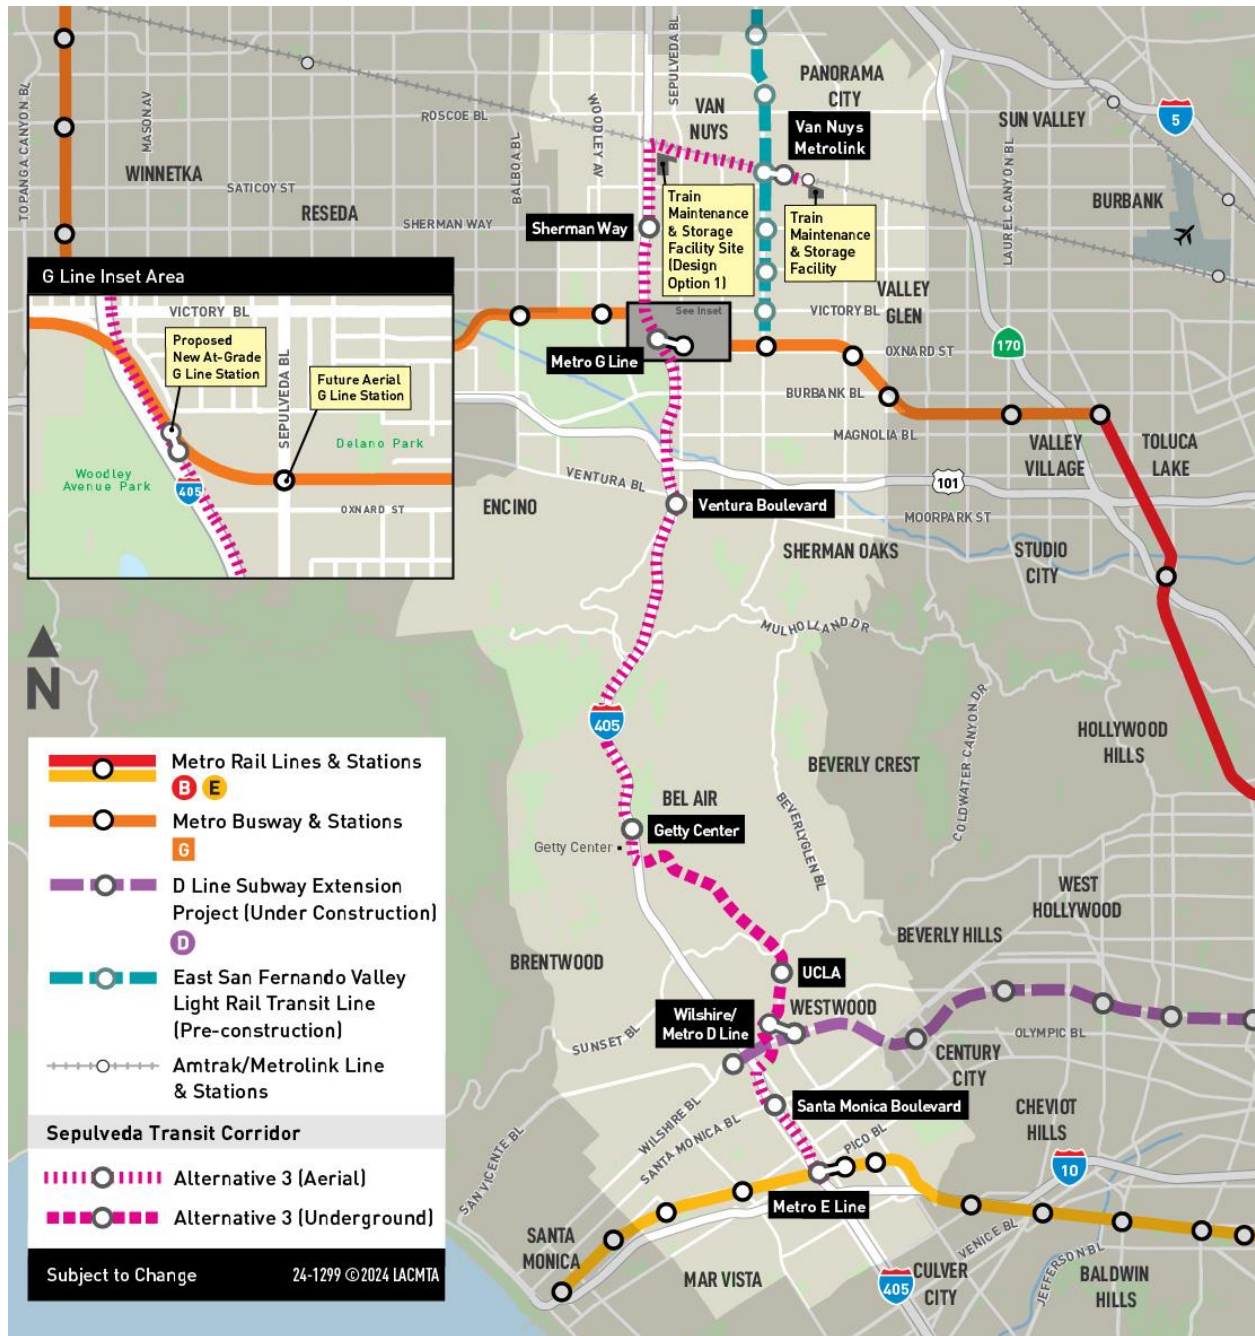 TOPANGA CANYON BL
MASON AV
WINNETKA
ROSCOE BL
SATICOY ST
RESEDA
SHERMAN WAY
BALBOA BL
WOODLEY AV
SEPULVEDA BL
VAN
NUYS
PANORAMA
CITY
Van Nuys
Metrolink
SUN VALLEY
5
LAUREL CANYON BL
BURBANK
Sherman Way
Train
Maintenance
& Storage
Facility Site
(Design
Option 1)
Train
Maintenance
& Storage
Facility
VALLEY
GLEN
VICTORY BL
See Inset
Metro G Line
OXNARD ST
170
BURBANK BL
MAGNOLIA BL
VALLEY
VILLAGE
TOLUCA
LAKE
G Line Inset Area
VICTORY BL
Proposed
New At-Grade
G Line Station
SEPULVEDA BL
Future Aerial
G Line Station
Delano Park
Woodley
Avenue Park
405
OXNARD ST
VENTURA BL
ENCINO
Ventura Boulevard
101
MOORPARK ST
SHERMAN OAKS
STUDIO
CITY
MULHOLLAND DR
N
405
COLDWATER CANYON DR
HOLLYWOOD
HILLS
BEVERLY CREST
BEL AIR
BEVERLY GLEN BL
Getty Center
Getty Center
WEST
HOLLYWOOD
BEVERLY HILLS
BRENTWOOD
UCLA
WESTWOOD
Wilshire/
Metro D Line
SUNSET BL
OLYMPIC BL
CENTURY
CITY
Santa Monica Boulevard
CHEVIOT
HILLS
WILSHIRE BL
SANTA MONICA BL
PICO BL
SAN VICENTE BL
10
Metro E Line
SANTA
MONICA
VENICE BL
JEFFERSON BL
MAR VISTA
405
CULVER
CITY
BALDWIN
HILLS
Metro Rail Lines & Stations
B E
Metro Busway & Stations
G
D Line Subway Extension
Project (Under Construction)
D
East San Fernando Valley
Light Rail Transit Line
(Pre-construction)
Amtrak/Metrolink Line
& Stations
Sepulveda Transit Corridor
Alternative 3 (Aerial)
Alternative 3 (Underground)
Subject to Change 24-1299 ©2024 LACMTA